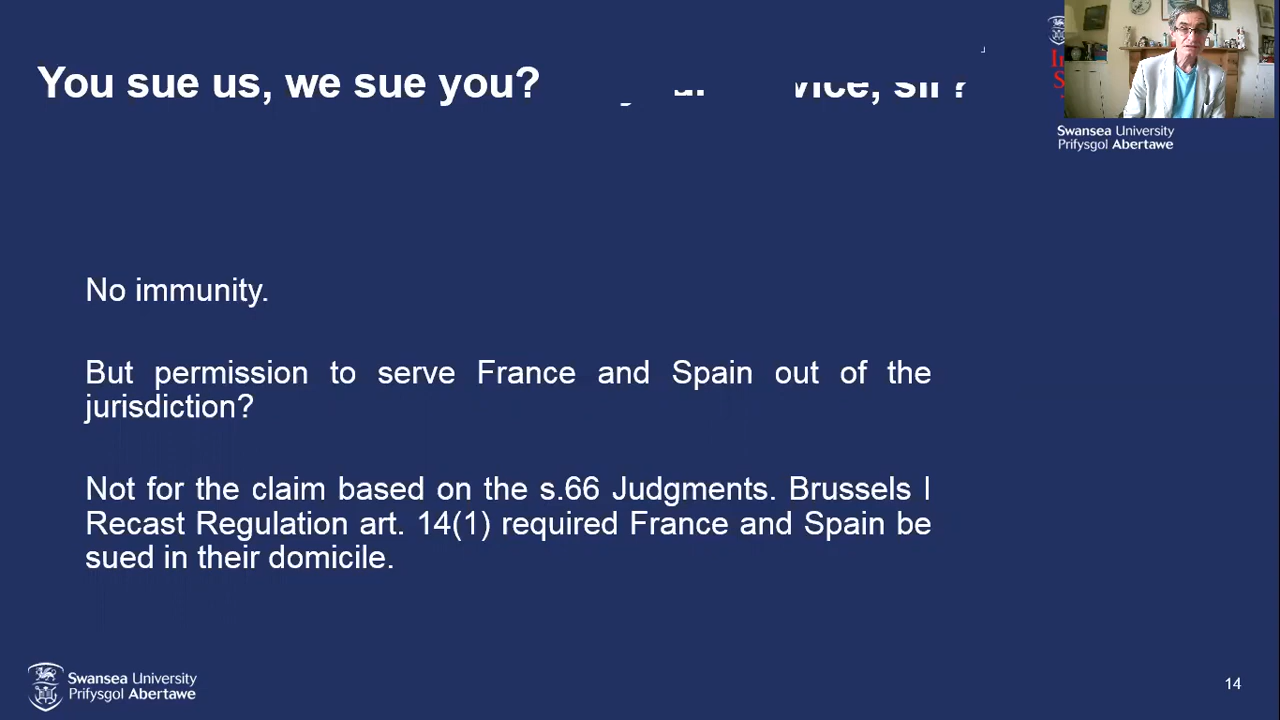 You sue us, we sue you?
Swansea University
Prifysgol Abertawe
No immunity.
But permission to serve France and Spain out of the
jurisdiction?
Not for the claim based on the s.66 Judgments. Brussels I
Recast Regulation art. 14(1) required France and Spain be
sued in their domicile.
Swansea University
Prifysgol Abertawe
14